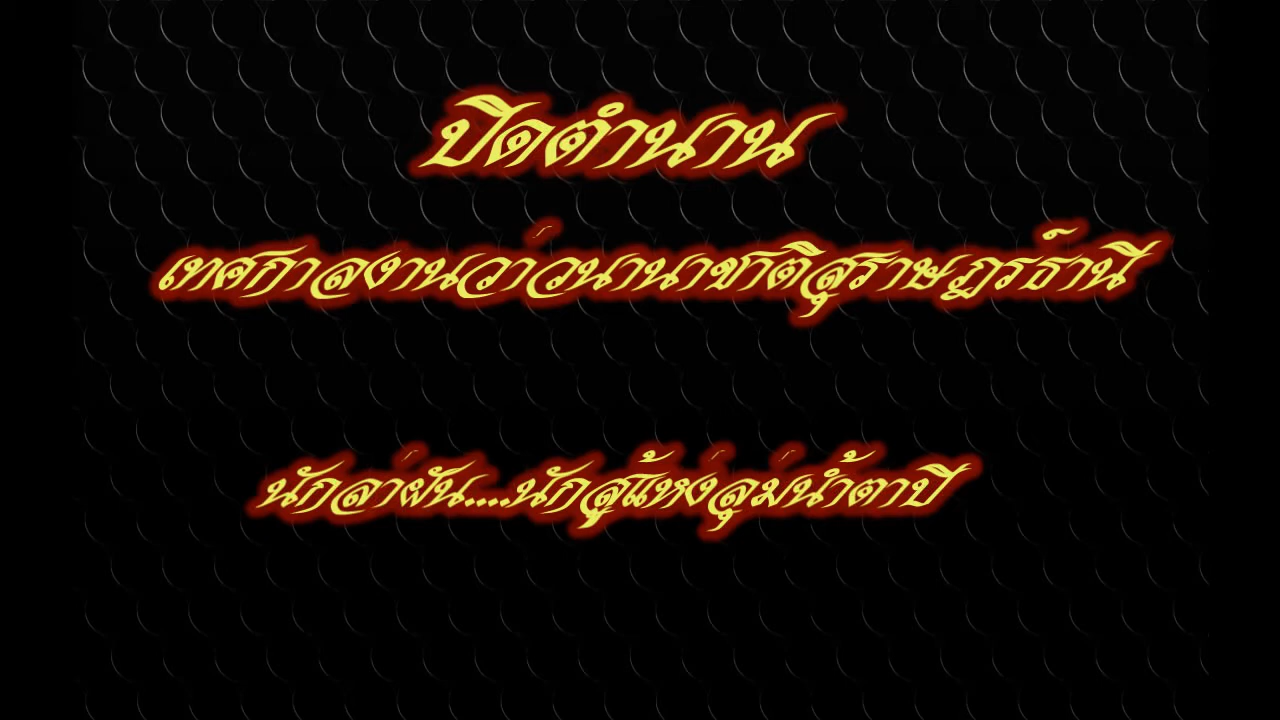 ปิดตำนาน
เทศกาลงานว่าวนานาชาติสุราษฎร์ธานี
นักล่าฝัน....นักสู้แห่งลุ่มน้ำตาปี